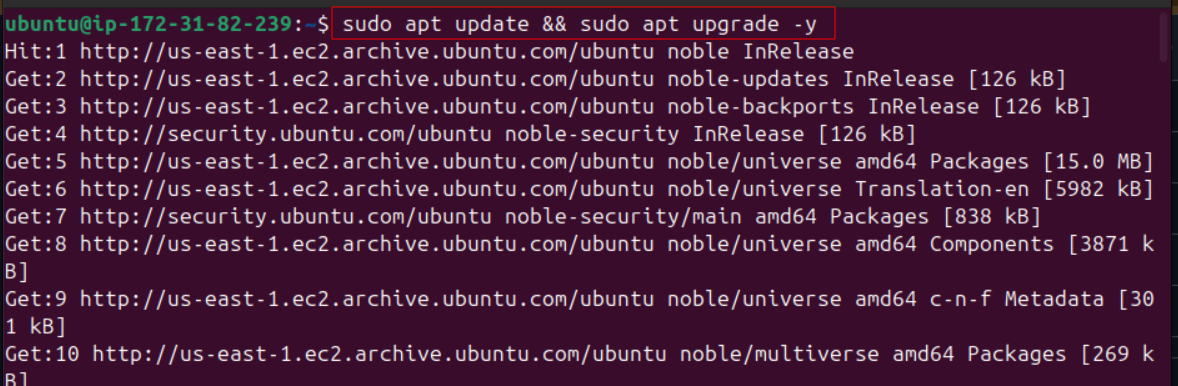 ubuntu@ip-172-31-82-239:~$ sudo apt update && sudo apt upgrade -y
Hit:1 http://us-east-1.ec2.archive.ubuntu.com/ubuntu noble InRelease
Get:2 http://us-east-1.ec2.archive.ubuntu.com/ubuntu noble-updates InRelease [126 kB]
Get:3 http://us-east-1.ec2.archive.ubuntu.com/ubuntu noble-backports InRelease [126 kB]
Get:4 http://security.ubuntu.com/ubuntu noble-security InRelease [126 kB]
Get:5 http://us-east-1.ec2.archive.ubuntu.com/ubuntu noble/universe amd64 Packages [15.0 MB]
Get:6 http://us-east-1.ec2.archive.ubuntu.com/ubuntu noble/universe Translation-en [5982 kB]
Get:7 http://security.ubuntu.com/ubuntu noble-security/main amd64 Packages [838 kB]
Get:8 http://us-east-1.ec2.archive.ubuntu.com/ubuntu noble/universe amd64 Components [3871 k
B]
Get:9 http://us-east-1.ec2.archive.ubuntu.com/ubuntu noble/universe amd64 c-n-f Metadata [30
1 kB]
Get:10 http://us-east-1.ec2.archive.ubuntu.com/ubuntu noble/multiverse amd64 Packages [269 k
B]